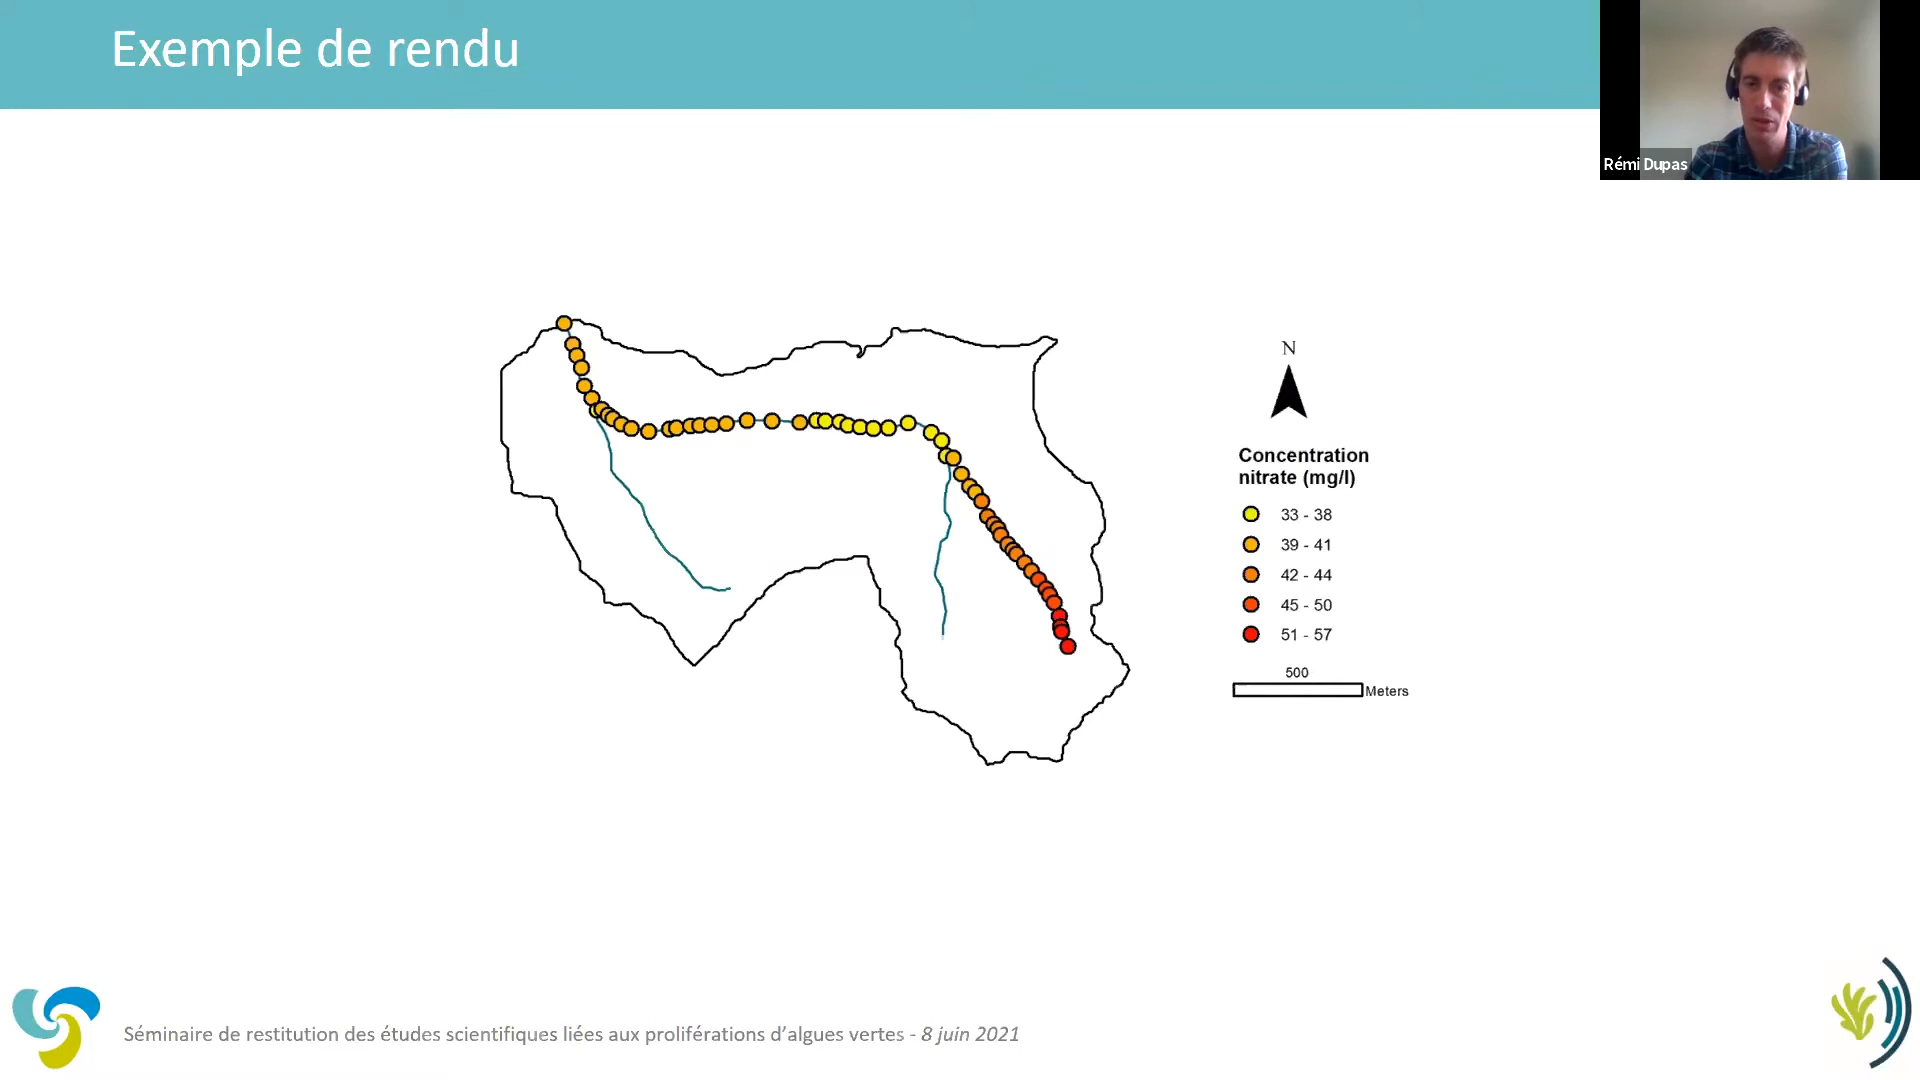 Exemple de rendu
Rémi Dupas
N
Concentration
nitrate (mg/l)
33 - 38
39 - 41
42 - 44
45 - 50
51 - 57
500
Meters
Séminaire de restitution des études scientifiques liées aux proliférations d’algues vertes - 8 juin 2021